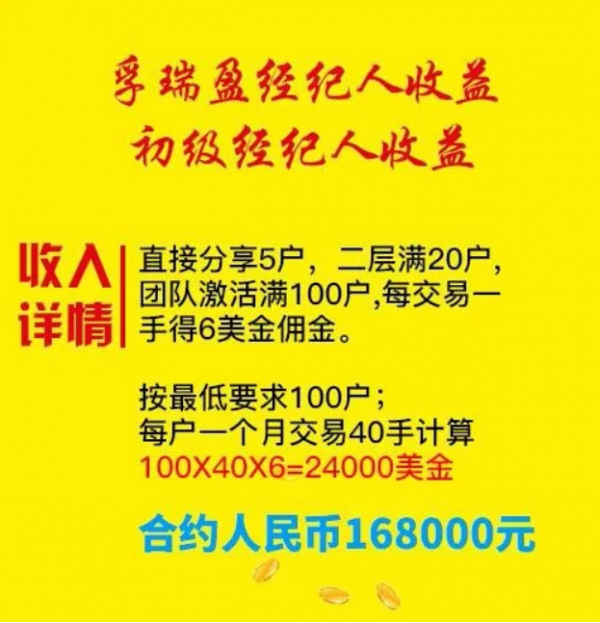 孚瑞盈经纪人收益
初级经纪人收益
收入
详情
直接分享5户，二层满20户，
团队激活满100户,每交易一
手得6美金佣金。
按最低要求100户；
每户一个月交易40手计算
100X40X6=24000美金
合约人民币168000元